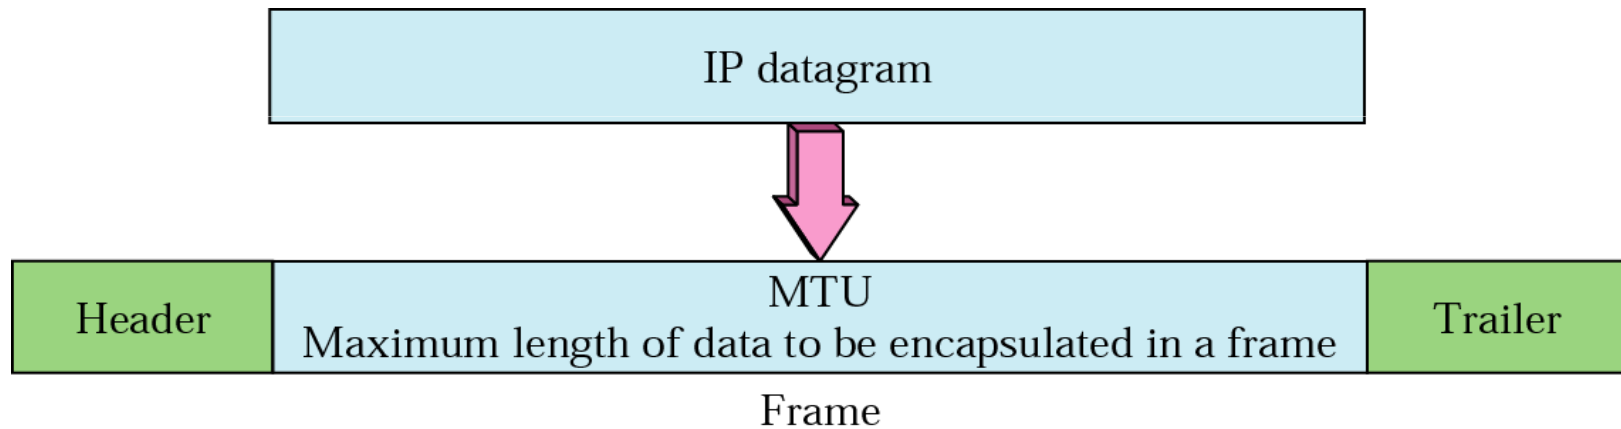 IP datagram
MTU
Header
Maximum length of data to be encapsulated in a frame
Trailer
Frame